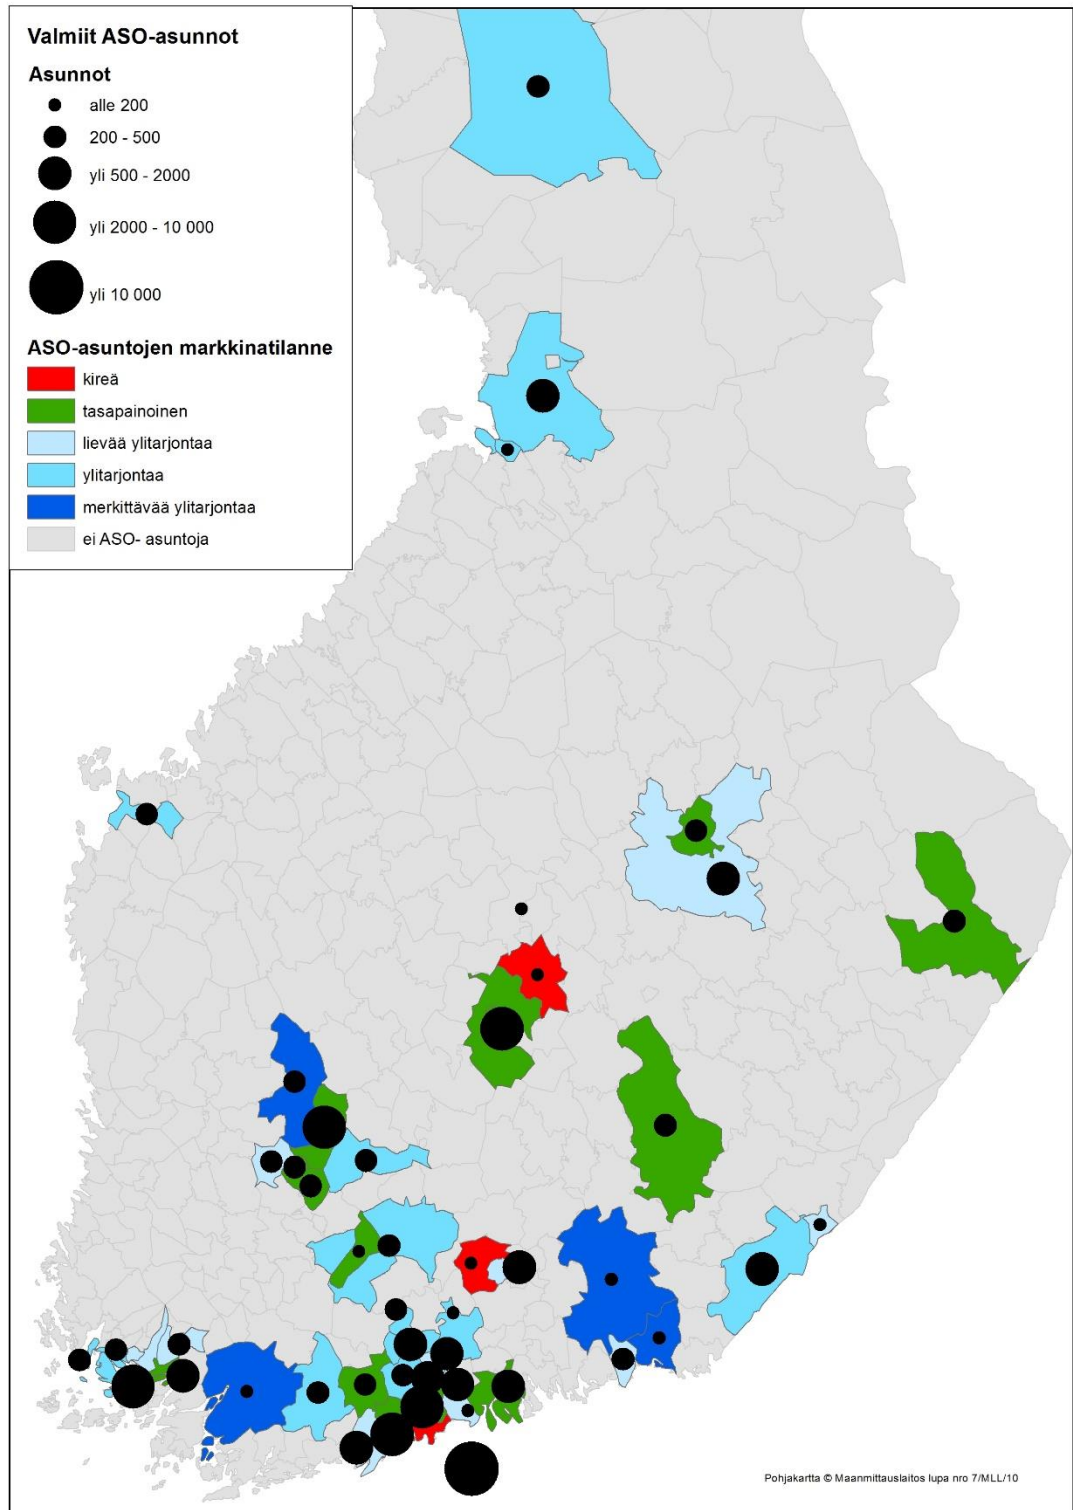 Valmiit ASO-asunnot
Asunnot
alle 200
200 - 500
yli 500 - 2000
yli 2000 - 10 000
yli 10 000
ASO-asuntojen markkinatilanne
kireä
tasapainoinen
lievää ylitarjontaa
ylitarjontaa
merkittävää ylitarjontaa
ei ASO- asuntoja
Pohjakartta © Maanmittauslaitos lupa nro 7/MLL/10